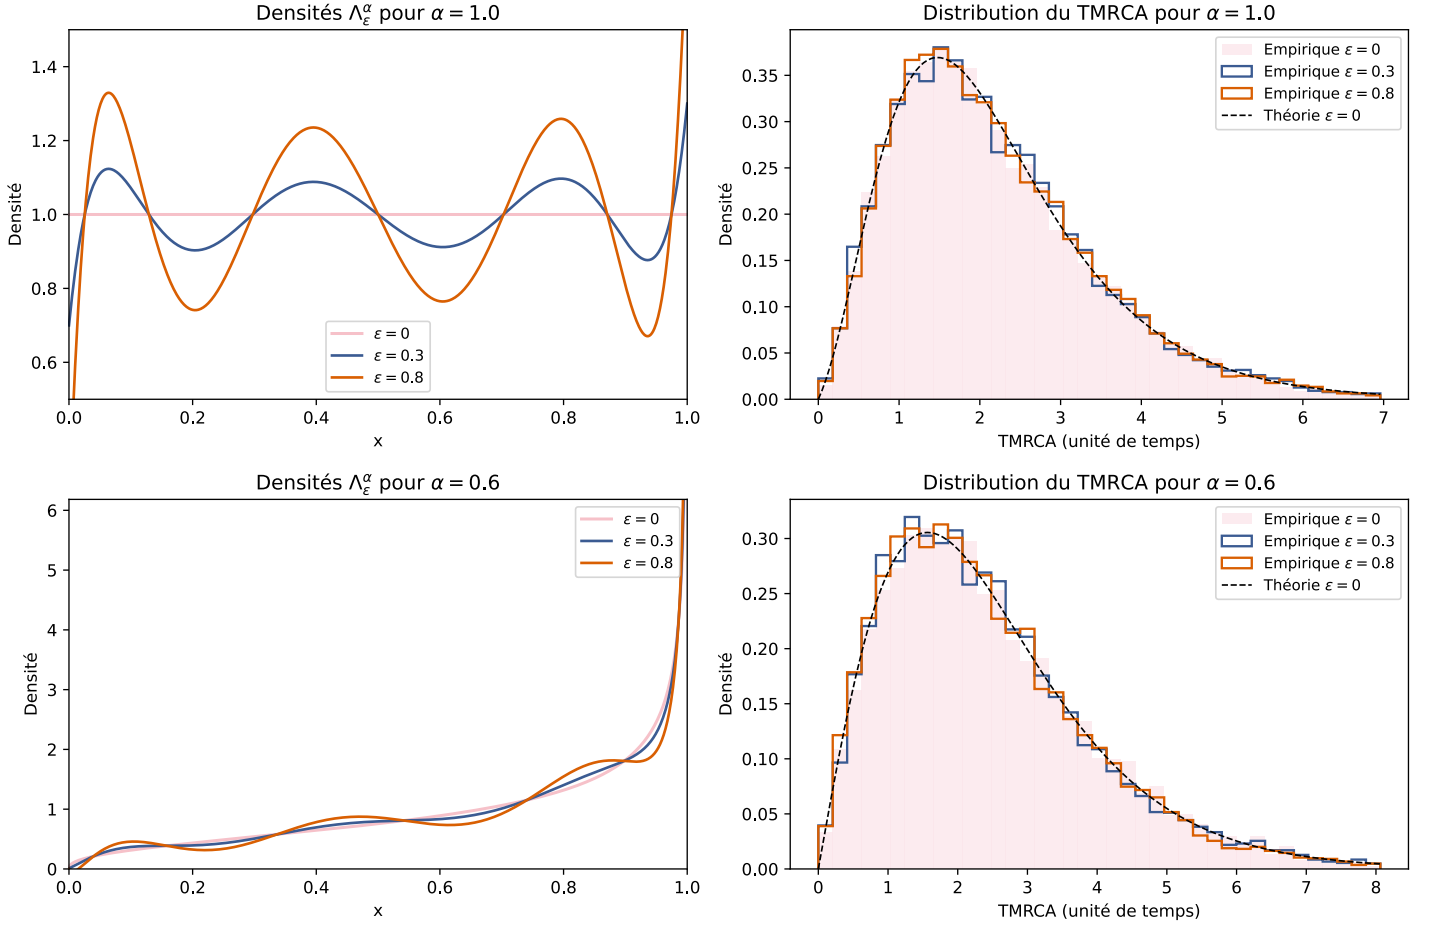 Densités Λ_ε^α pour α = 1.0
Densité
1.4
1.2
1.0
0.8
0.6
0.0 0.2 0.4 0.6 0.8 1.0
x
ε = 0
ε = 0.3
ε = 0.8
Distribution du TMRCA pour α = 1.0
Densité
0.35
0.30
0.25
0.20
0.15
0.10
0.05
0.00
0 1 2 3 4 5 6 7
TMRCA (unité de temps)
Empirique ε = 0
Empirique ε = 0.3
Empirique ε = 0.8
Théorie ε = 0
Densités Λ_ε^α pour α = 0.6
Densité
6
5
4
3
2
1
0
0.0 0.2 0.4 0.6 0.8 1.0
x
ε = 0
ε = 0.3
ε = 0.8
Distribution du TMRCA pour α = 0.6
Densité
0.30
0.25
0.20
0.15
0.10
0.05
0.00
0 1 2 3 4 5 6 7 8
TMRCA (unité de temps)
Empirique ε = 0
Empirique ε = 0.3
Empirique ε = 0.8
Théorie ε = 0